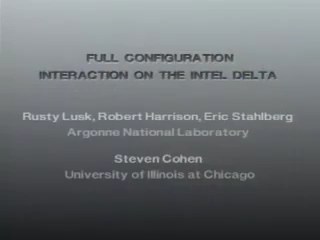 FULL CONFIGURATION
INTERACTION ON THE INTEL DELTA
Rusty Lusk, Robert Harrison, Eric Stahlberg
Argonne National Laboratory
Steven Cohen
University of Illinois at Chicago